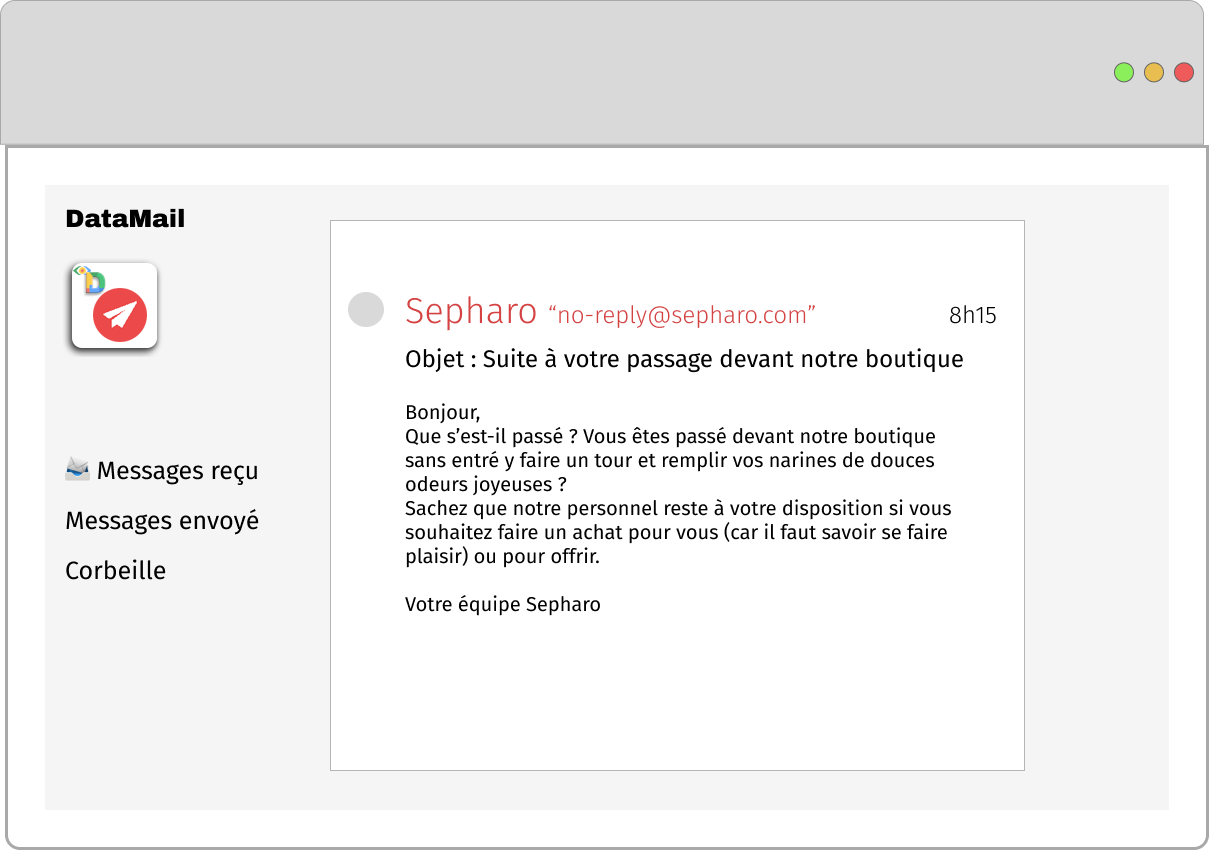 DataMail
D
Messages reçu
Messages envoyé
Corbeille
Sepharo “no-reply@sepharo.com” 8h15
Objet : Suite à votre passage devant notre boutique
Bonjour,
Que s’est-il passé ? Vous êtes passé devant notre boutique
sans entré y faire un tour et remplir vos narines de douces
odeurs joyeuses ?
Sachez que notre personnel reste à votre disposition si vous
souhaitez faire un achat pour vous (car il faut savoir se faire
plaisir) ou pour offrir.
Votre équipe Sepharo